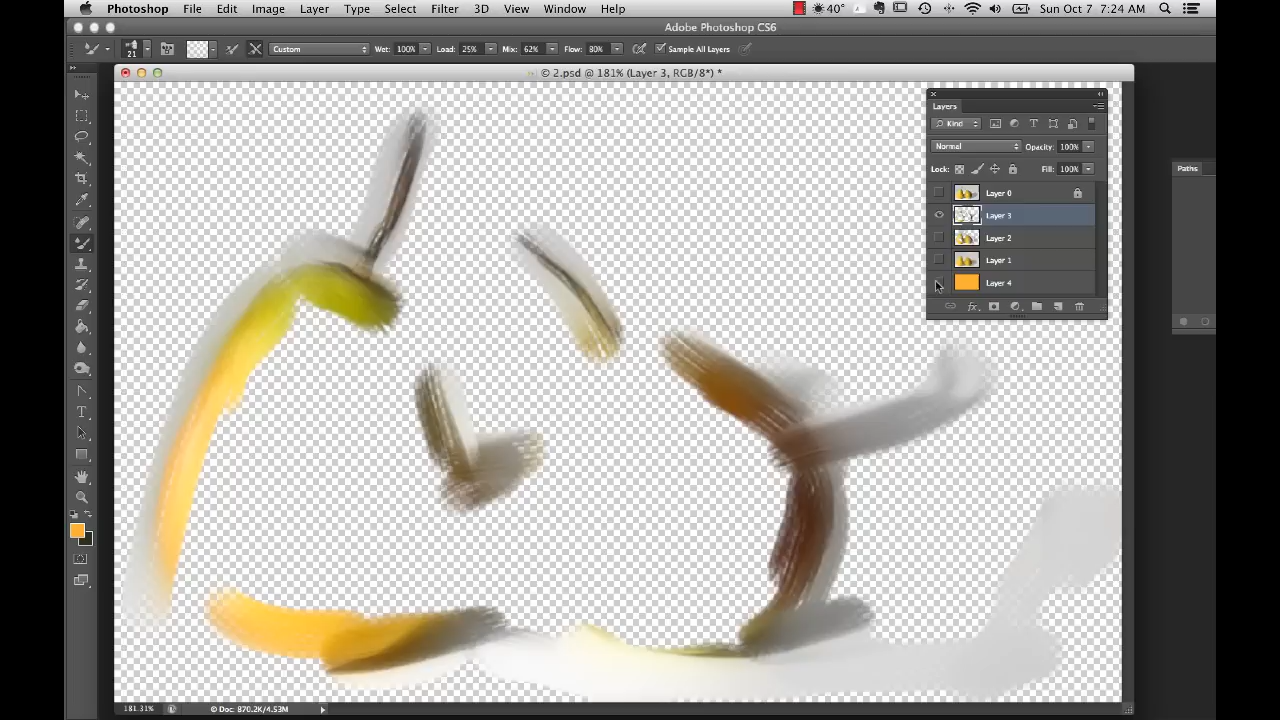 Photoshop File Edit Image Layer Type Select Filter 3D View Window Help 40° Sun Oct 7 7:24 AM
Adobe Photoshop CS6
21 Custom Wet: 100% Load: 25% Mix: 62% Flow: 80% Sample All Layers
© 2.psd @ 181% (Layer 3, RGB/8*) *
Layers
Kind
Normal Opacity: 100%
Lock: Fill: 100%
Layer 0
Layer 3
Layer 2
Layer 1
Layer 4
Paths
181.31% © Doc: 870.2K/4.53M